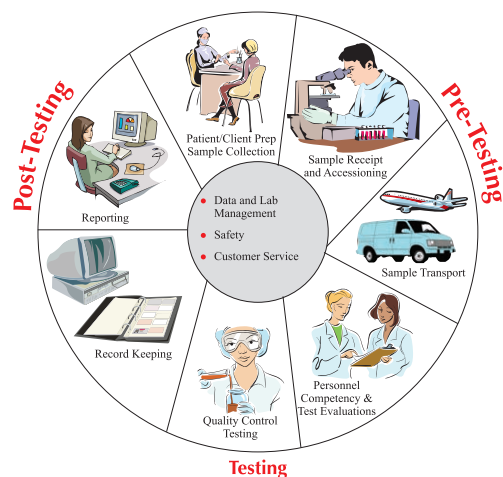 Post-Testing
Pre-Testing
Patient/Client Prep
Sample Collection
Sample Receipt
and Accessioning
Sample Transport
Personnel
Competency &
Test Evaluations
Quality Control
Testing
Record Keeping
Reporting
• Data and Lab
Management
• Safety
• Customer Service
Testing